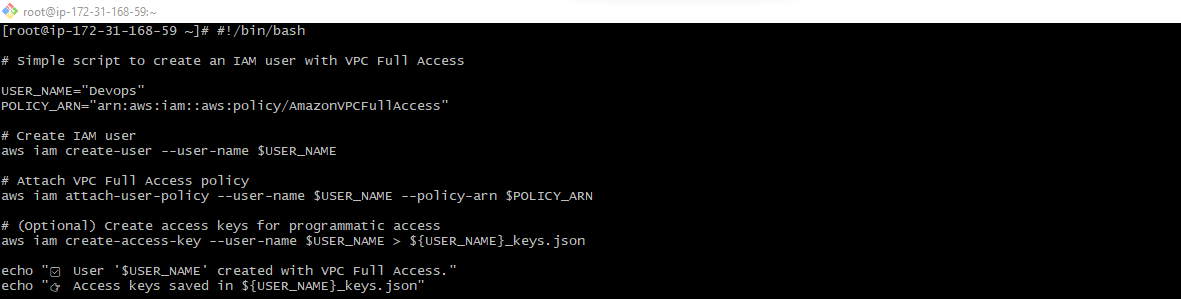 root@ip-172-31-168-59:~
[root@ip-172-31-168-59 ~]# #!/bin/bash
# Simple script to create an IAM user with VPC Full Access
USER_NAME="Devops"
POLICY_ARN="arn:aws:iam::aws:policy/AmazonVPCFullAccess"
# Create IAM user
aws iam create-user --user-name $USER_NAME
# Attach VPC Full Access policy
aws iam attach-user-policy --user-name $USER_NAME --policy-arn $POLICY_ARN
# (Optional) Create access keys for programmatic access
aws iam create-access-key --user-name $USER_NAME > ${USER_NAME}_keys.json
echo "☑ User '$USER_NAME' created with VPC Full Access."
echo "👉 Access keys saved in ${USER_NAME}_keys.json"